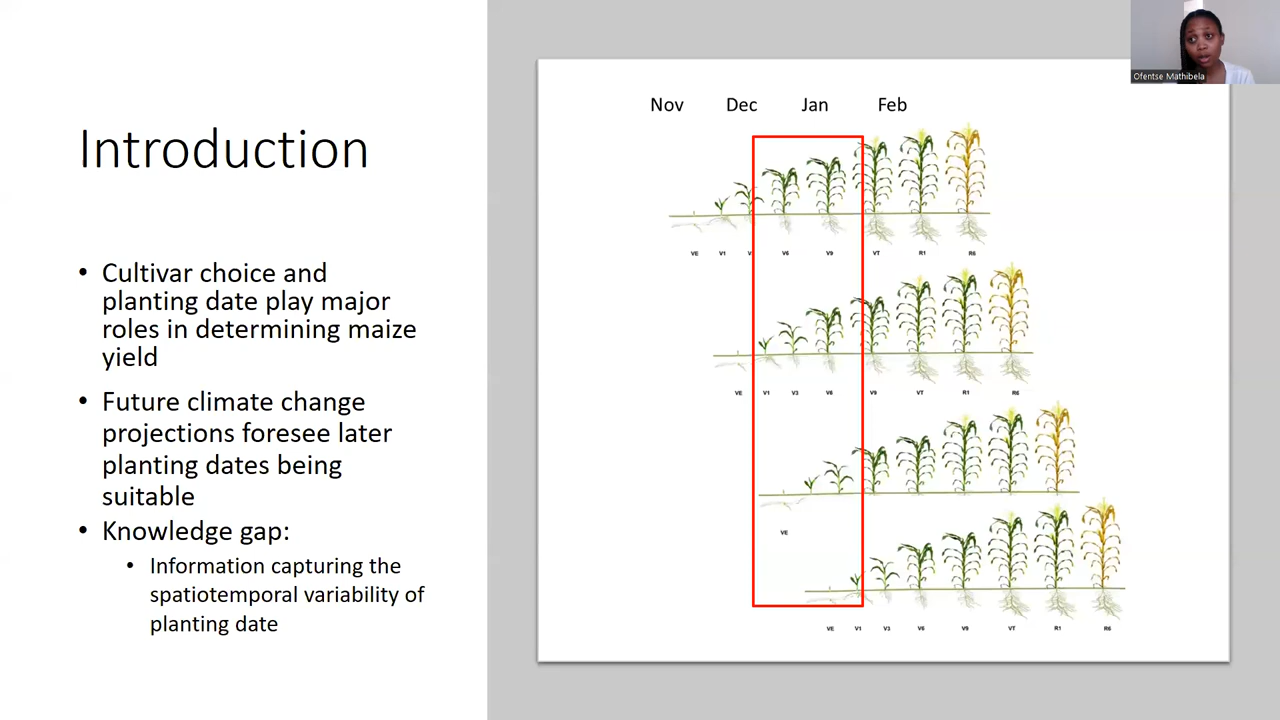 Introduction
• Cultivar choice and
planting date play major
roles in determining maize
yield
• Future climate change
projections foresee later
planting dates being
suitable
• Knowledge gap:
• Information capturing the
spatiotemporal variability of
planting date
Ofentse Mathibela
Nov Dec Jan Feb
VE V1 V V6 V9 VT R1 R6
VE V1 V3 V6 V9 VT R1 R6
VE
VE V1 V3 V6 V9 VT R1 R6